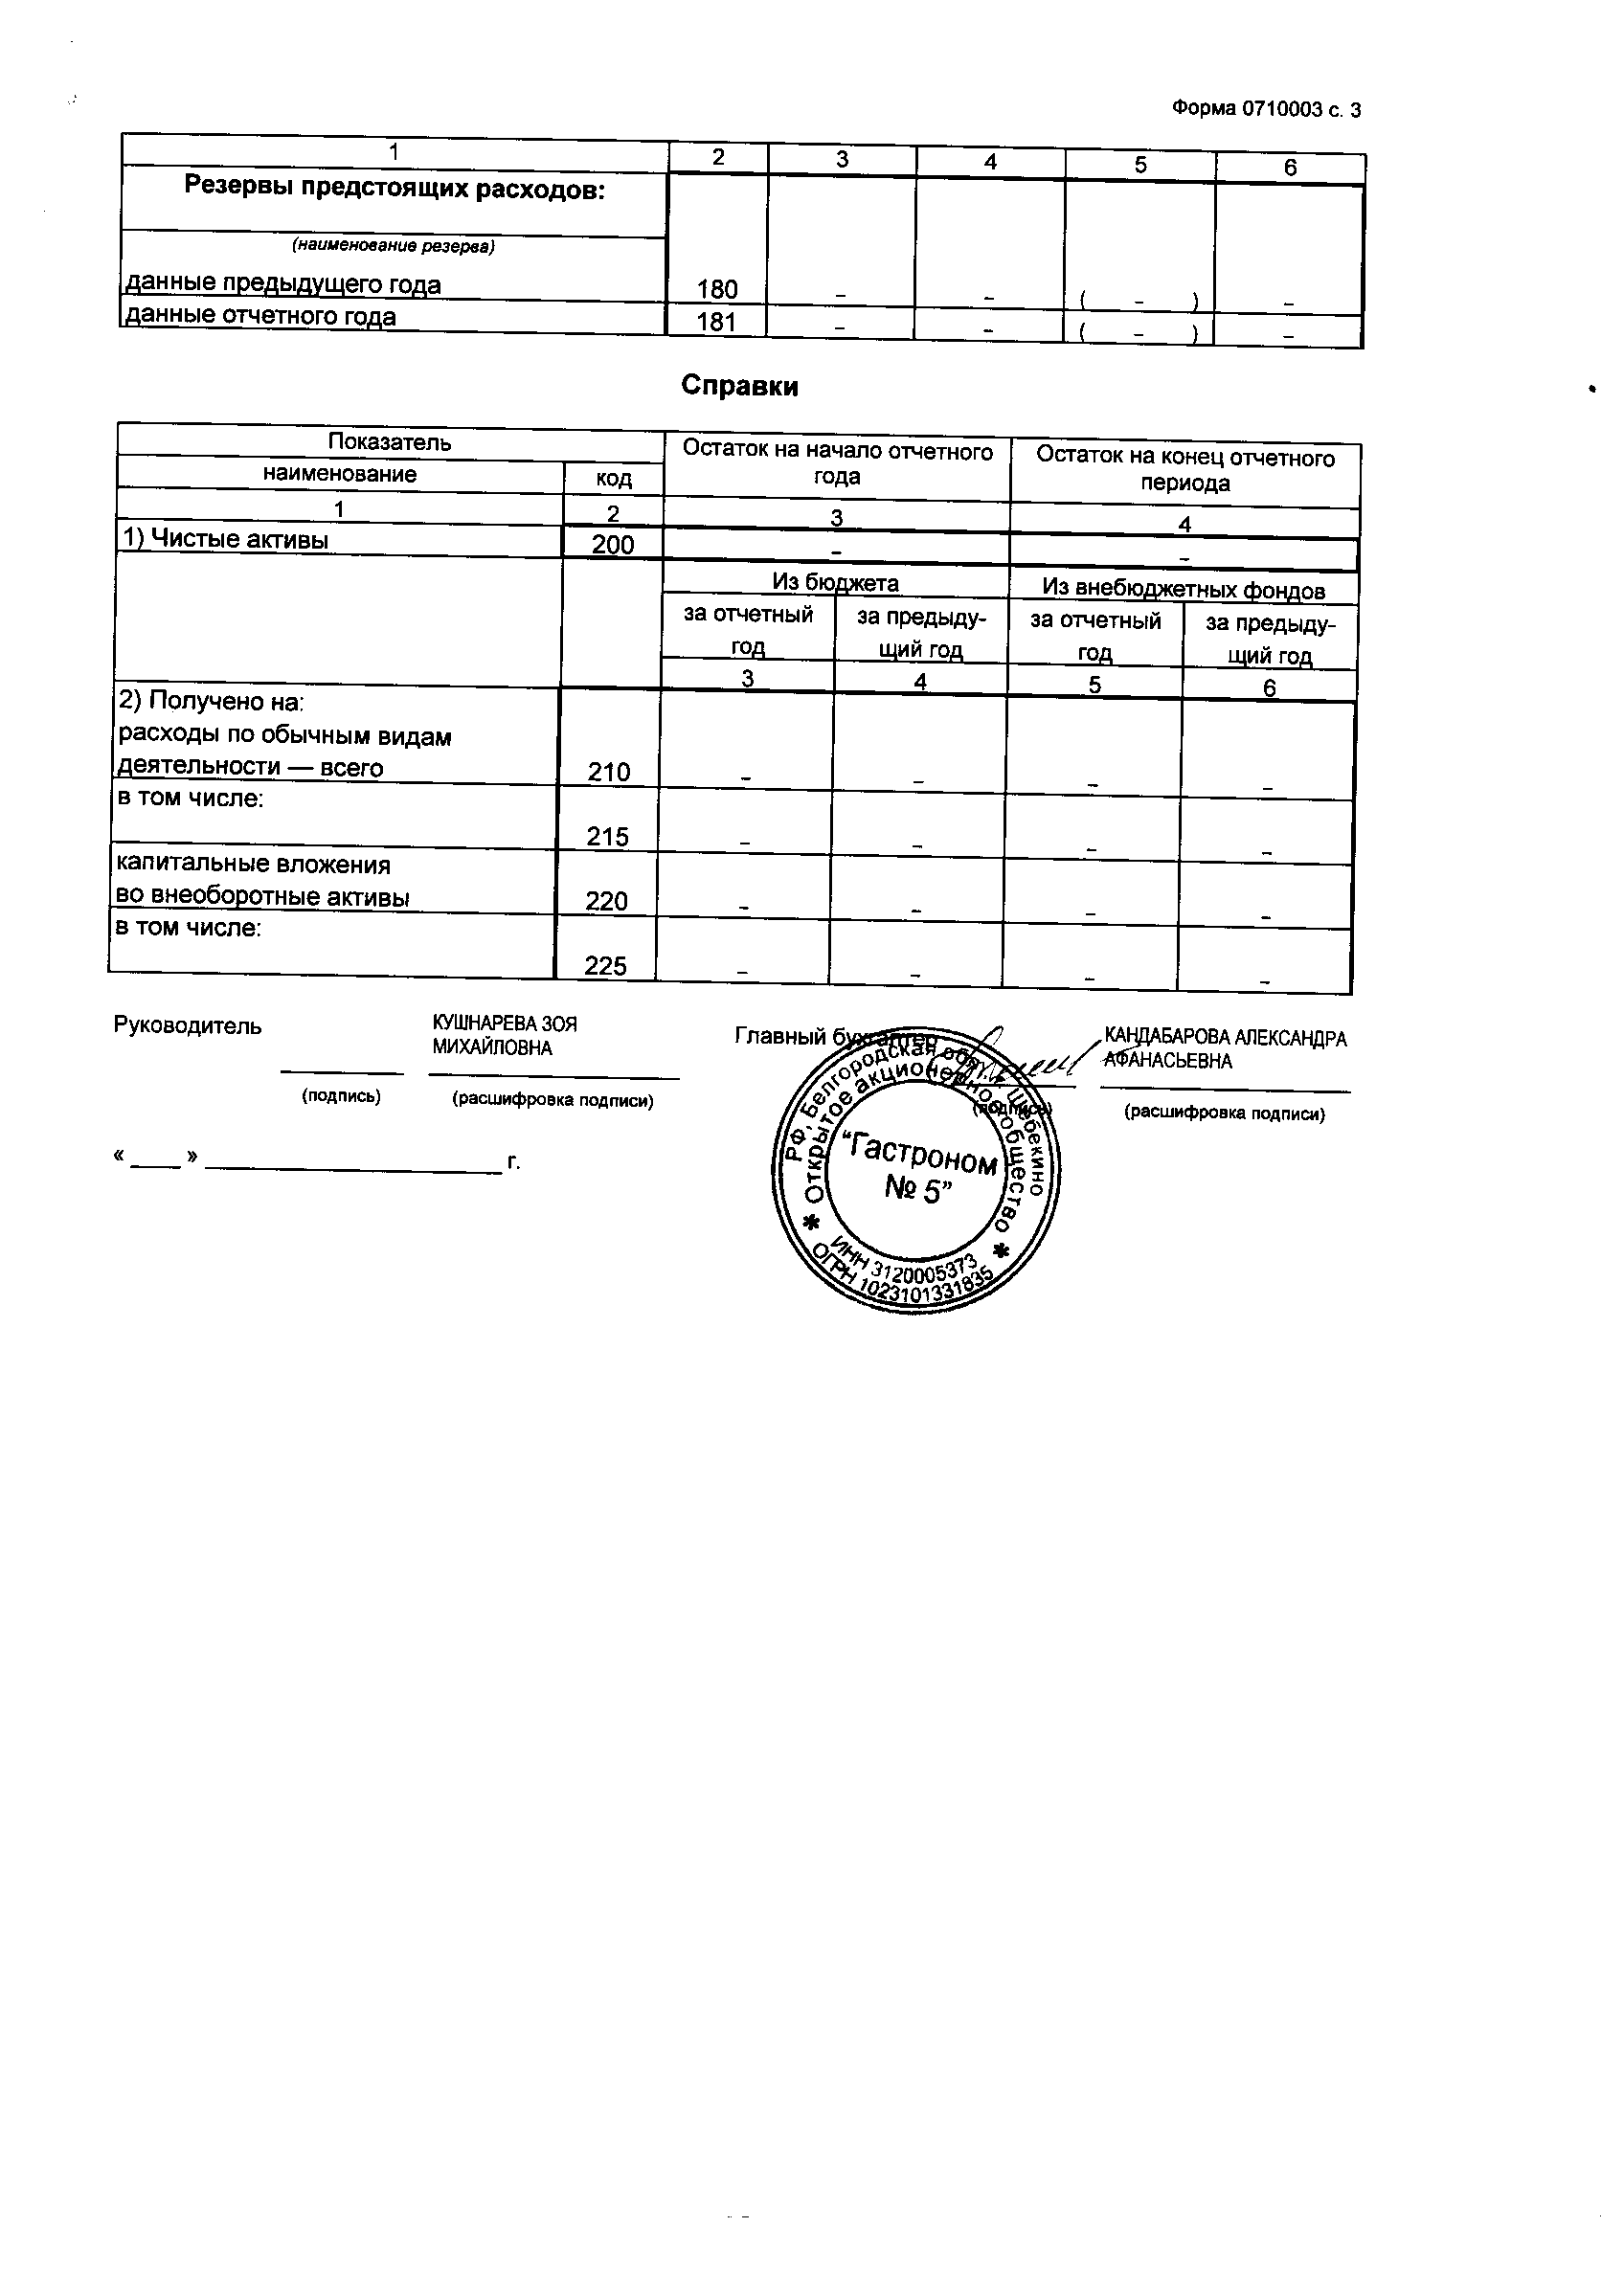 Форма 0710003 с. 3
1 2 3 4 5 6
Резервы предстоящих расходов:
(наименование резерва)
данные предыдущего года 180 – – ( – ) –
данные отчетного года 181 – – ( – ) –
Справки
Показатель Остаток на начало отчетного года Остаток на конец отчетного периода
наименование код
1 2 3 4
1) Чистые активы 200 – –
Из бюджета Из внебюджетных фондов
за отчетный год за предыду-щий год за отчетный год за предыду-щий год
3 4 5 6
2) Получено на:
расходы по обычным видам
деятельности — всего 210 – – – –
в том числе:
215 – – – –
капитальные вложения
во внеоборотные активы 220 – – – –
в том числе:
225 – – – –
Руководитель КУШНАРЕВА ЗОЯ МИХАЙЛОВНА Главный бухгалтер КАНДАБАРОВА АЛЕКСАНДРА АФАНАСЬЕВНА
(подпись) (расшифровка подписи) (подпись) (расшифровка подписи)
« ___ » ___ г.
РФ, Белгородская обл., г. Шебекино
Открытое акционерное общество
"Гастроном
№ 5"
ИНН 3120005373
ОГРН 1023101331835